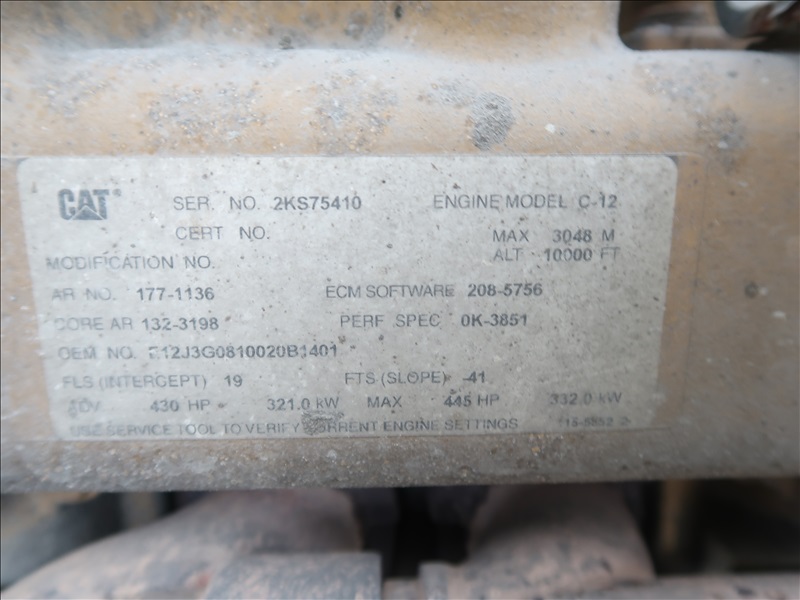 CAT SER. NO. 2KS75410 ENGINE MODEL C-12
CERT NO. MAX 3048 M
MODIFICATION NO. ALT 10000 FT
AR NO. 177-1136 ECM SOFTWARE 208-5756
CORE AR 132-3198 PERF SPEC 0K-3851
OEM NO. E12J3G0810020B1401
FLS (INTERCEPT) 19 FTS (SLOPE) -41
ADV 430 HP 321.0 kW MAX 445 HP 332.0 kW
USE SERVICE TOOL TO VERIFY CURRENT ENGINE SETTINGS